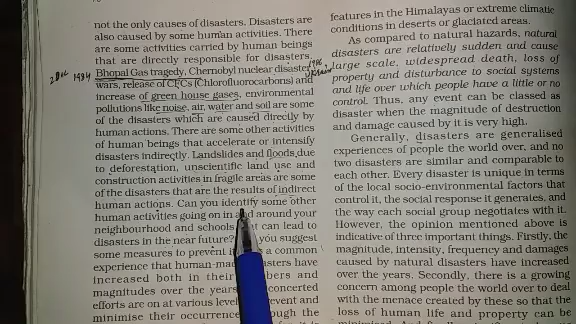 not the only causes of disasters. Disasters are
also caused by some human activities. There
are some activities carried by human beings
that are directly responsible for disasters.
Bhopal Gas tragedy, Chernobyl nuclear disaster,
wars, release of CFCs (Chlorofluorocarbons) and
increase of green house gases, environmental
pollutions like noise, air, water and soil are some
of the disasters which are caused directly by
human actions. There are some other activities
of human beings that accelerate or intensify
disasters indirectly. Landslides and floods due
to deforestation, unscientific land use and
construction activities in fragile areas are some
of the disasters that are the results of indirect
human actions. Can you identify some other
human activities going on in and around your
neighbourhood and schools can lead to
disasters in the near future? you suggest
some measures to prevent a common
experience that human-ma asters have
increased both in their bers and
magnitudes over the years concerted
efforts are on at various level event and
minimise their occurrences ugh the
1984
1986
features in the Himalayas or extreme climatic
conditions in deserts or glaciated areas.
As compared to natural hazards, natural
disasters are relatively sudden and cause
large scale, widespread death, loss of
property and disturbance to social systems
and life over which people have a little or no
control. Thus, any event can be classed as
disaster when the magnitude of destruction
and damage caused by it is very high.
Generally, disasters are generalised
experiences of people the world over, and no
two disasters are similar and comparable to
each other. Every disaster is unique in terms
of the local socio-environmental factors that
control it, the social response it generates, and
the way each social group negotiates with it.
However, the opinion mentioned above is
indicative of three important things. Firstly, the
magnitude, intensity, frequency and damages
caused by natural disasters have increased
over the years. Secondly, there is a growing
concern among people the world over to deal
with the menace created by these so that the
loss of human life and property can be